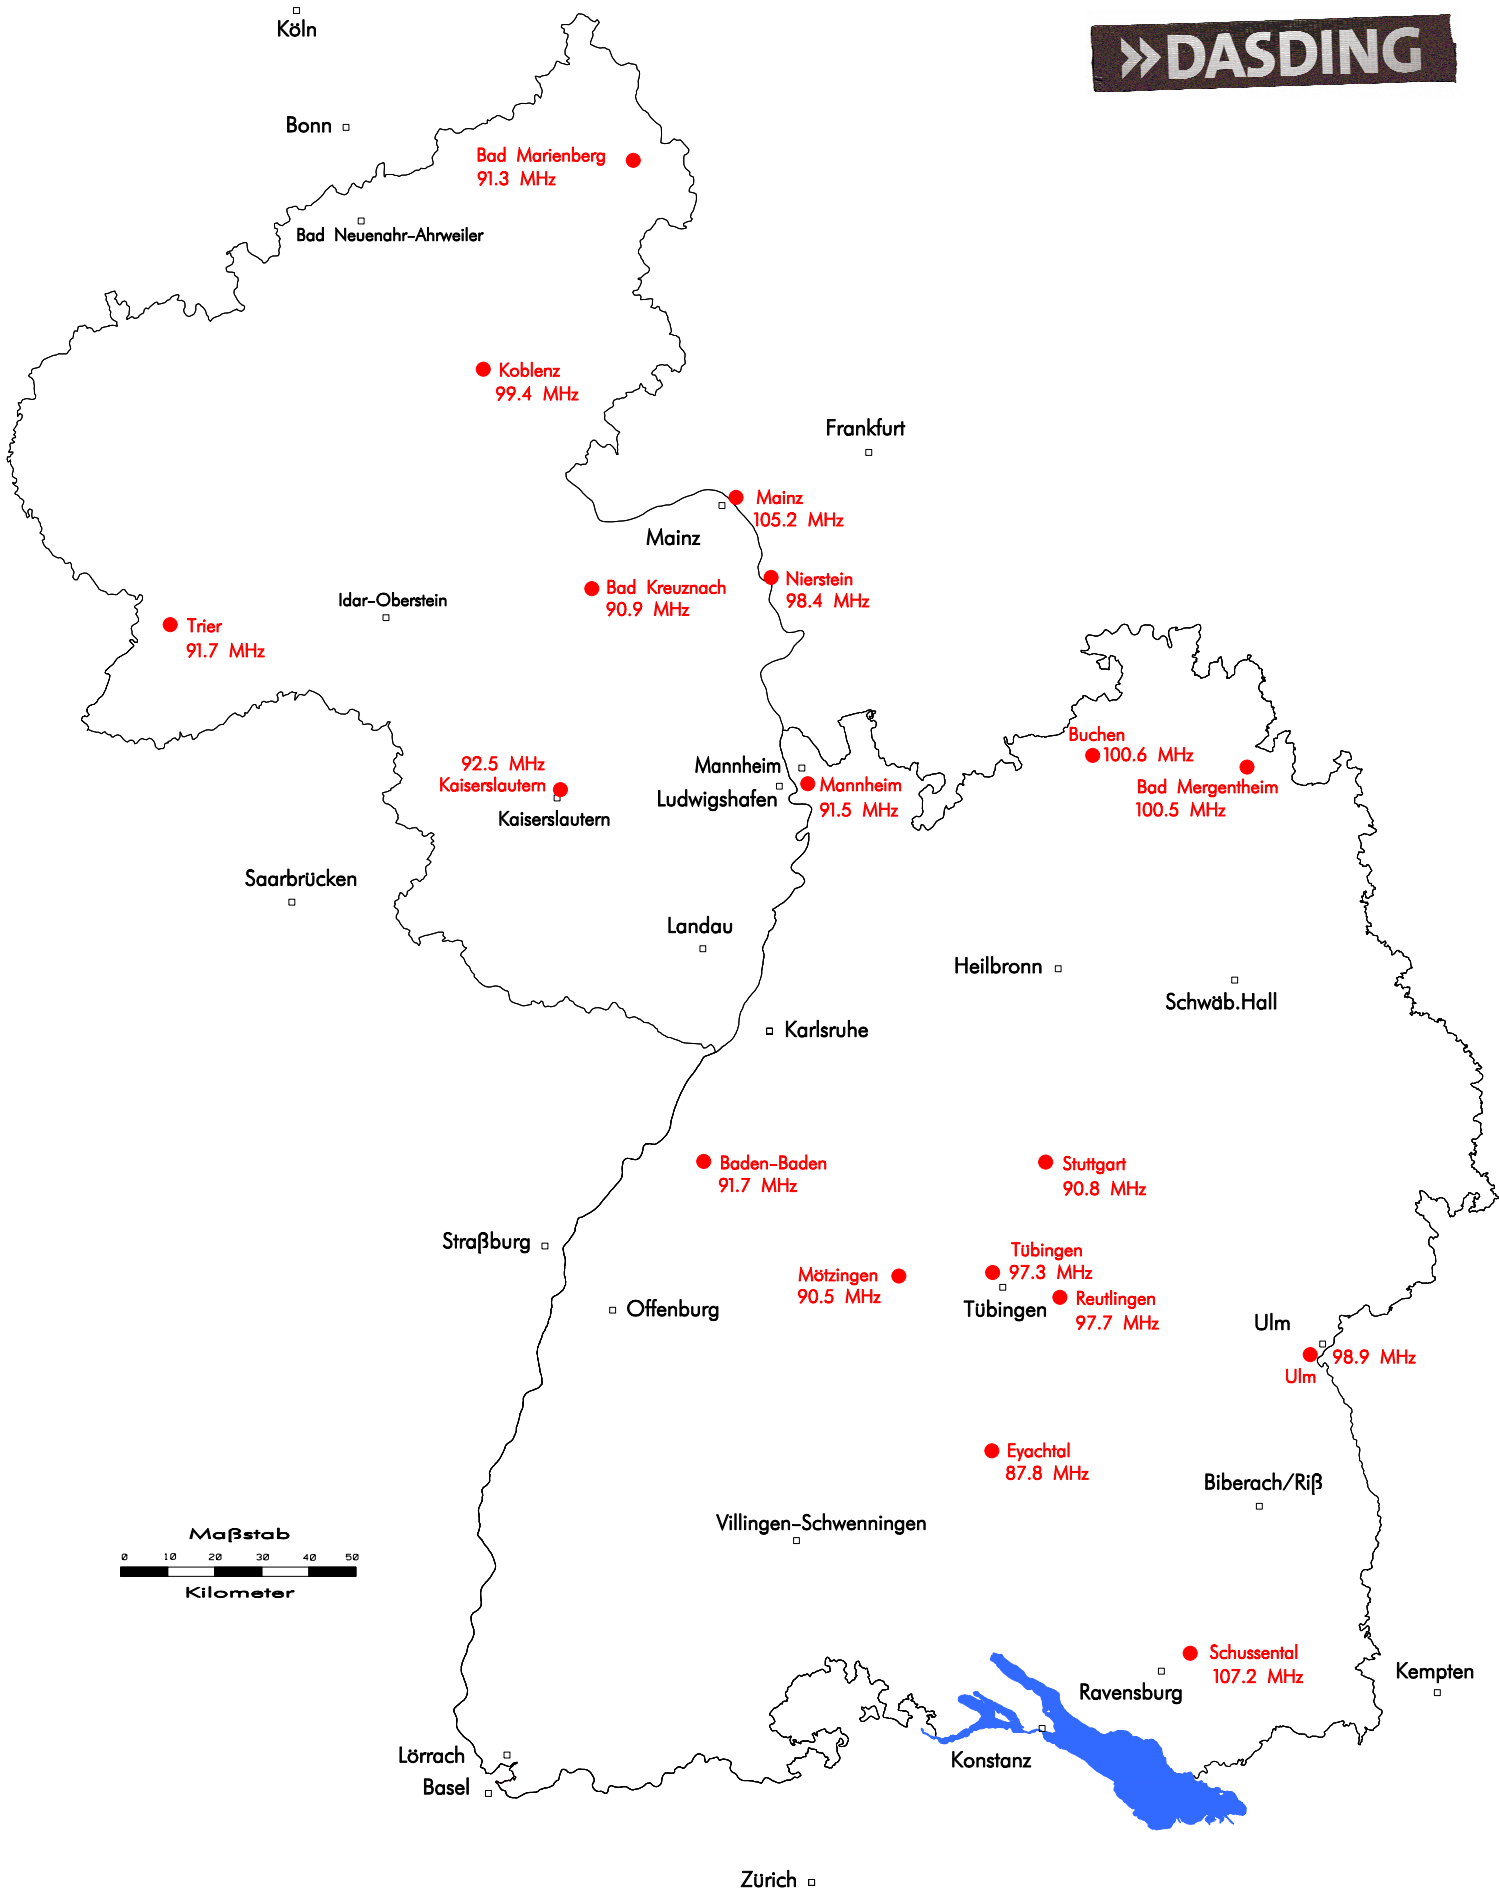 Köln
»DASDING
Bonn
Bad Marienberg
91.3 MHz
Bad Neuenahr-Ahrweiler
Koblenz
99.4 MHz
Frankfurt
Mainz
105.2 MHz
Mainz
Nierstein
98.4 MHz
Bad Kreuznach
90.9 MHz
Idar-Oberstein
Trier
91.7 MHz
Buchen
100.6 MHz
Bad Mergentheim
100.5 MHz
92.5 MHz
Kaiserslautern
Kaiserslautern
Mannheim
Ludwigshafen
Mannheim
91.5 MHz
Saarbrücken
Landau
Heilbronn
Schwäb.Hall
Karlsruhe
Baden-Baden
91.7 MHz
Stuttgart
90.8 MHz
Straßburg
Tübingen
97.3 MHz
Mötzingen
90.5 MHz
Tübingen
Reutlingen
97.7 MHz
Offenburg
Ulm
98.9 MHz
Ulm
Eyachtal
87.8 MHz
Biberach/Riß
Villingen-Schwenningen
Maßstab
0 10 20 30 40 50
Kilometer
Schussental
107.2 MHz
Ravensburg
Kempten
Lörrach
Konstanz
Basel
Zürich